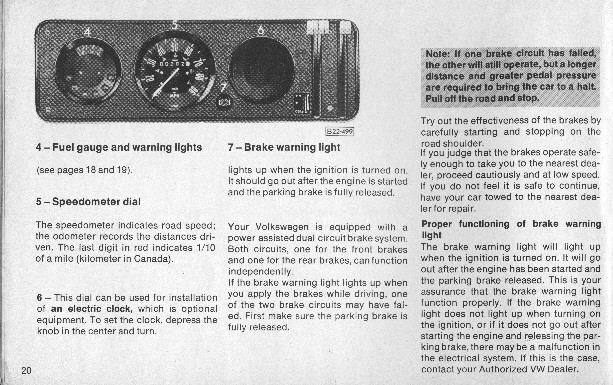 4
5
6
7
B22-499
4 – Fuel gauge and warning lights
(see pages 18 and 19).
5 – Speedometer dial
The speedometer indicates road speed;
the odometer records the distances dri-
ven. The last digit in red indicates 1/10
of a mile (kilometer in Canada).
6 – This dial can be used for installation
of an electric clock, which is optional
equipment. To set the clock, depress the
knob in the center and turn.
20
7 – Brake warning light
lights up when the ignition is turned on.
It should go out after the engine is started
and the parking brake is fully released.
Your Volkswagen is equipped with a
power assisted dual circuit brake system.
Both circuits, one for the front brakes
and one for the rear brakes, can function
independently.
If the brake warning light lights up when
you apply the brakes while driving, one
of the two brake circuits may have fai-
ed. First make sure the parking brake is
fully released.
Note: If one brake circuit has failed,
the other will still operate, but a longer
distance and greater pedal pressure
are required to bring the car to a halt.
Pull off the road and stop.
Try out the effectiveness of the brakes by
carefully starting and stopping on the
road shoulder.
If you judge that the brakes operate safe-
ly enough to take you to the nearest dea-
ler, proceed cautiously and at low speed.
If you do not feel it is safe to continue,
have your car towed to the nearest dea-
ler for repair.
Proper functioning of brake warning
light
The brake warning light will light up
when the ignition is turned on. It will go
out after the engine has been started and
the parking brake released. This is your
assurance that the brake warning light
function properly. If the brake warning
light does not light up when turning on
the ignition, or if it does not go out after
starting the engine and releasing the par-
king brake, there may be a malfunction in
the electrical system. If this is the case,
contact your Authorized VW Dealer.